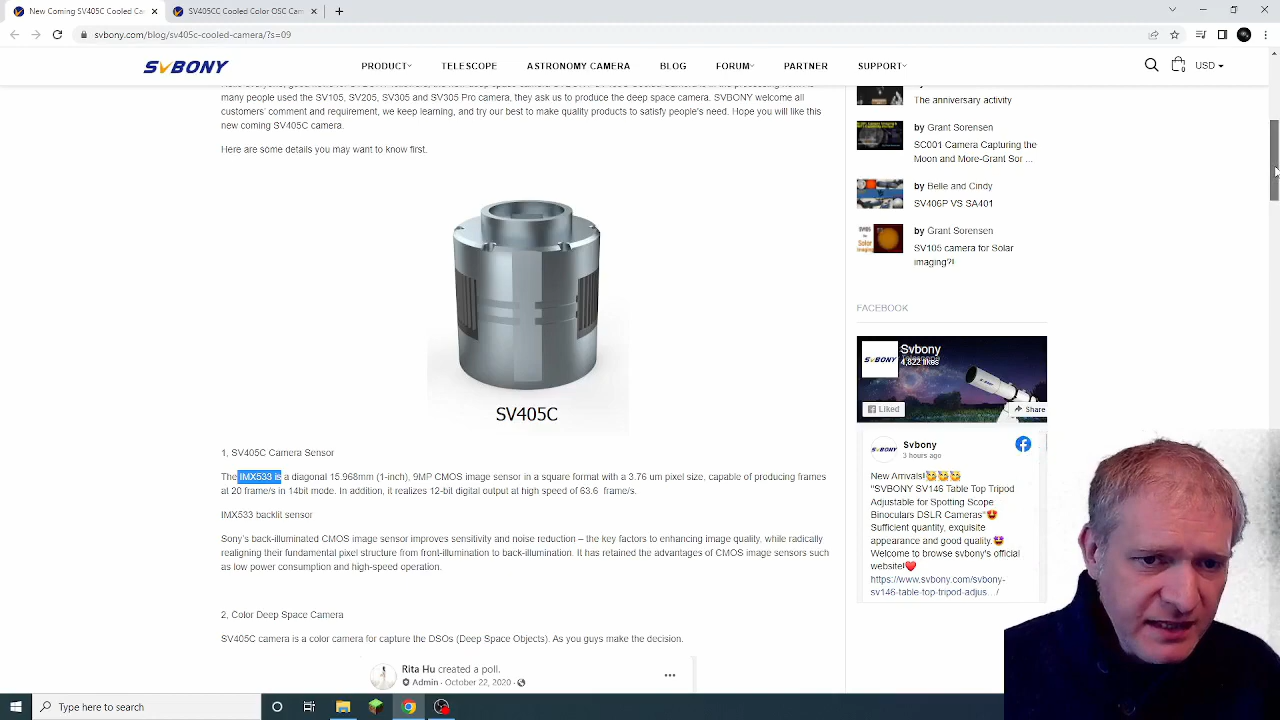 New Coming SV405C Cooled Ca
SV405CC Cooled Color OSC Cam
svbony.com/blog/sv405c-cooled-camera/?s=09
SVBONY
PRODUCT
TELESCOPE
ASTRONOMY CAMERA
BLOG
FORUM
PARTNER
SUPPORT
0
USD
many people used the SV105, SV205, SV305 and SV305 Pro camera, they ask us to produce the deep space camera. SVBONY welcome all
customers' comment and requirement, we keep learning, and try our best to make quality products to satisfy people's need. Hope you will like this
new coming SV405C camera.
Here are some details you may want to know first.
SV405C
1, SV405C Camera Sensor
The IMX533 is a diagonal 15.968mm (1-inch), 9MP CMOS image sensor in a square format with a 3.76 um pixel size, capable of producing frames
at 20 frame/s in 14bit mode. In addition, it realizes 12-bit digital output at high speed of 63.6 frame/s.
IMX533 backlit sensor
Sony's back-illuminated CMOS image sensor improves sensitivity and noise reduction – the key factors to enhancing image quality, while radically
realigning their fundamental pixel structure from front-illumination to back-illumination. It has retained the advantages of CMOS image sensors such
as low power consumption and high-speed operation.
2, Color Deep Space Camera
SV405C camera is a color camera for capture the DSOs (Deep Space Objects). As you guys make the decision.
Rita Hu created a poll.
Admin · October 22, 2020 ·
The anniversary activity
by Grant Sorensen
SC001 Camera Capturing the
Moon and More-Grant Sor ...
by Belle and Cindy
SV406P VS SA401
by Grant Sorensen
SV105 camera for Solar
imaging?!
FACEBOOK
SVBONY
Svbony
4,822 likes
Liked
Share
SVBONY
Svbony
3 hours ago
New Arrivals🥳🥳🥳
"SVBONY SV146 Table Top Tripod
Adjustable for Spotting Scope
Binoculars DSLR Cameras"🤩
Sufficient quantity, exquisite
appearance and good quality.🤩
Welcome to browse svbony's official
website!❤️
https://www.svbony.com/svbony-
sv146-table-top-tripod-adjus.../
Type here to search